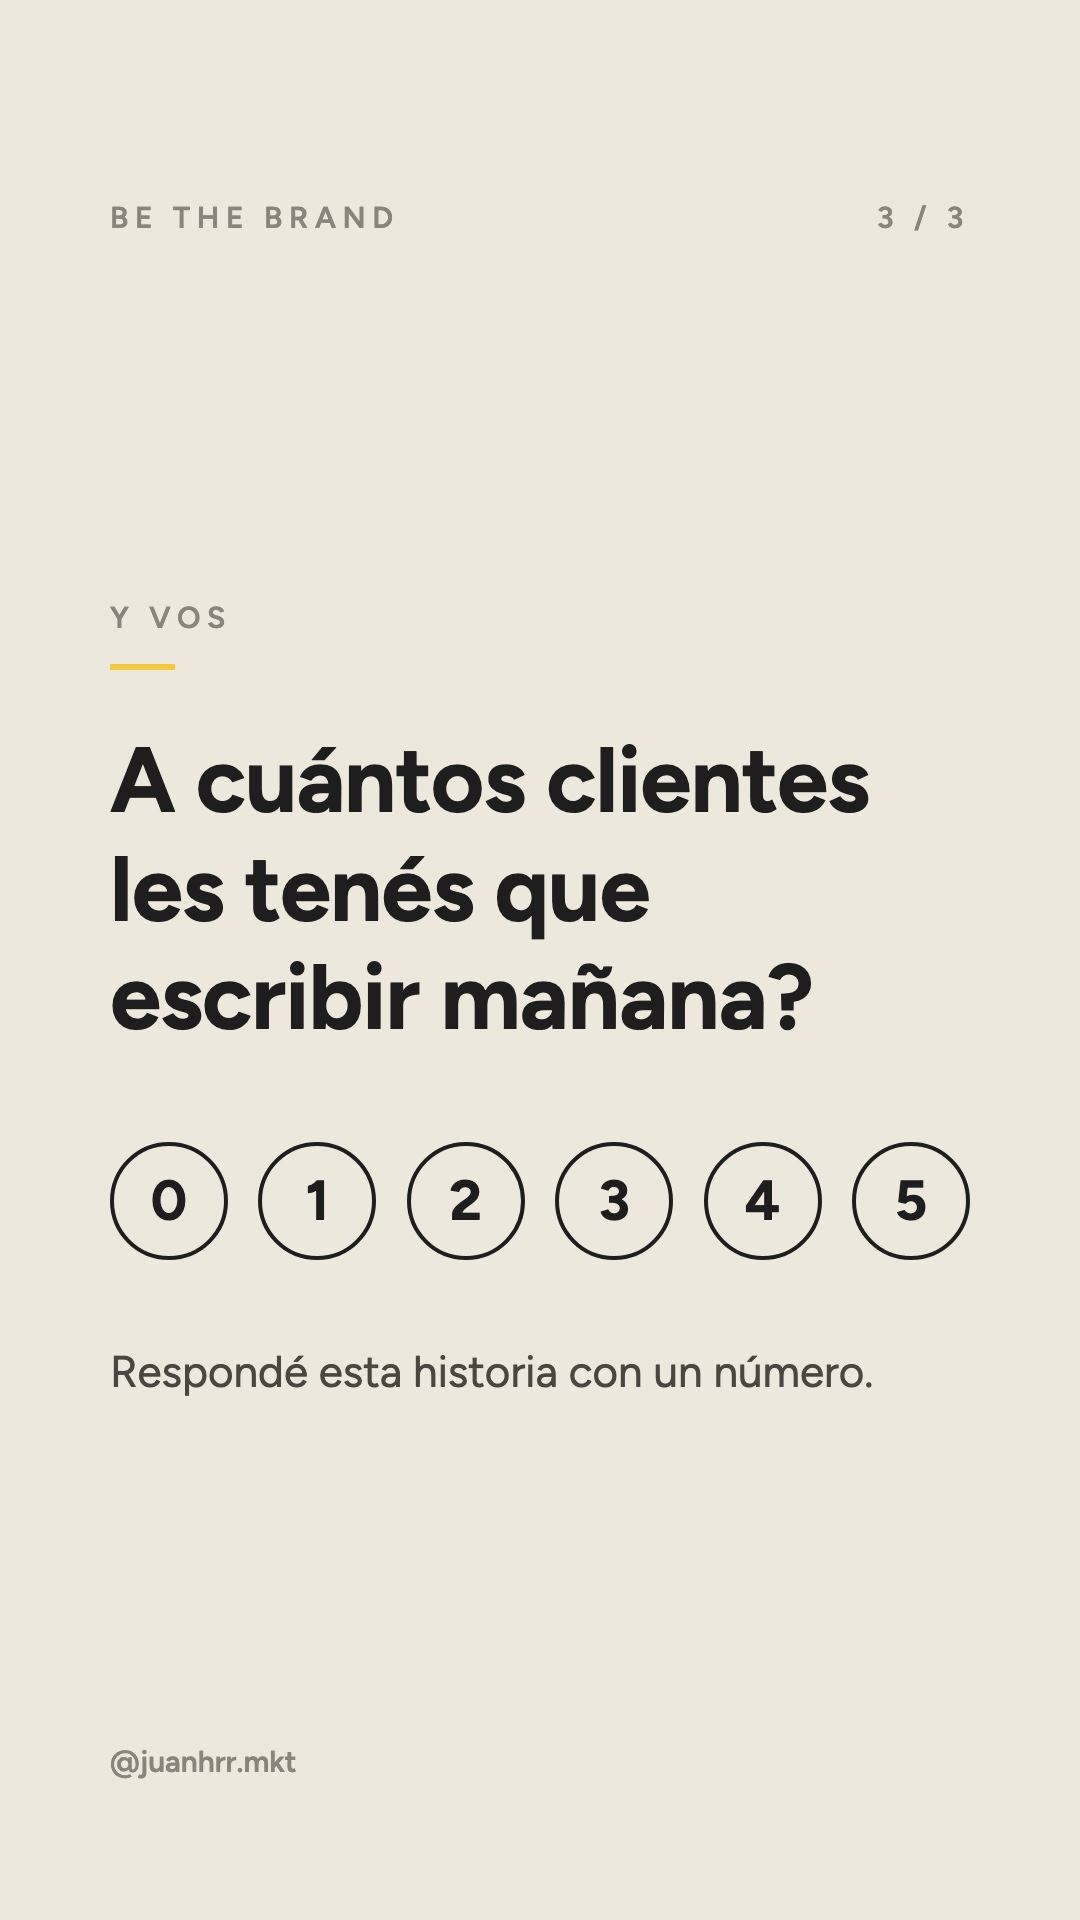 BE THE BRAND
3 / 3
Y VOS
A cuántos clientes
les tenés que
escribir mañana?
0 1 2 3 4 5
Respondé esta historia con un número.
@juanhrr.mkt